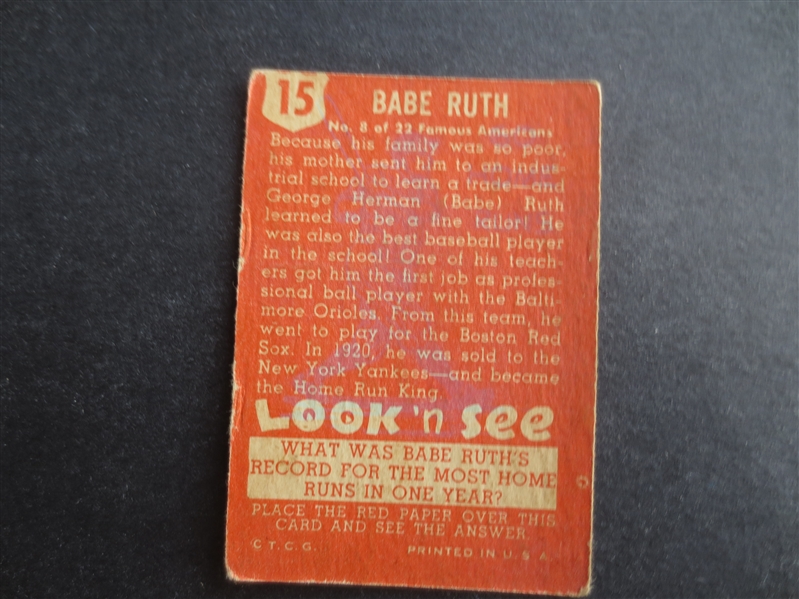 15
BABE RUTH
No. 8 of 22 Famous Americans
Because his family was so poor,
his mother sent him to an indus-
trial school to learn a trade—and
George Herman (Babe) Ruth
learned to be a fine tailor! He
was also the best baseball player
in the school! One of his teach-
ers got him the first job as profes-
sional ball player with the Balti-
more Orioles. From this team, he
went to play for the Boston Red
Sox. In 1920, he was sold to the
New York Yankees—and became
the Home Run King.
LOOK 'n See
WHAT WAS BABE RUTH'S
RECORD FOR THE MOST HOME
RUNS IN ONE YEAR?
PLACE THE RED PAPER OVER THIS
CARD AND SEE THE ANSWER.
© T. C. G. PRINTED IN U. S. A.